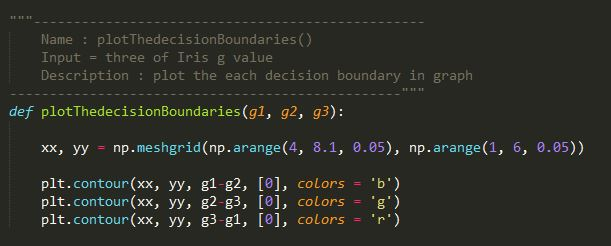 """-------------------------------------------------
    Name : plotThedecisionBoundaries()
    Input = three of Iris g value
    Description : plot the each decision boundary in graph
-------------------------------------------------"""
def plotThedecisionBoundaries(g1, g2, g3):
    xx, yy = np.meshgrid(np.arange(4, 8.1, 0.05), np.arange(1, 6, 0.05))
    plt.contour(xx, yy, g1-g2, [0], colors = 'b')
    plt.contour(xx, yy, g2-g3, [0], colors = 'g')
    plt.contour(xx, yy, g3-g1, [0], colors = 'r')